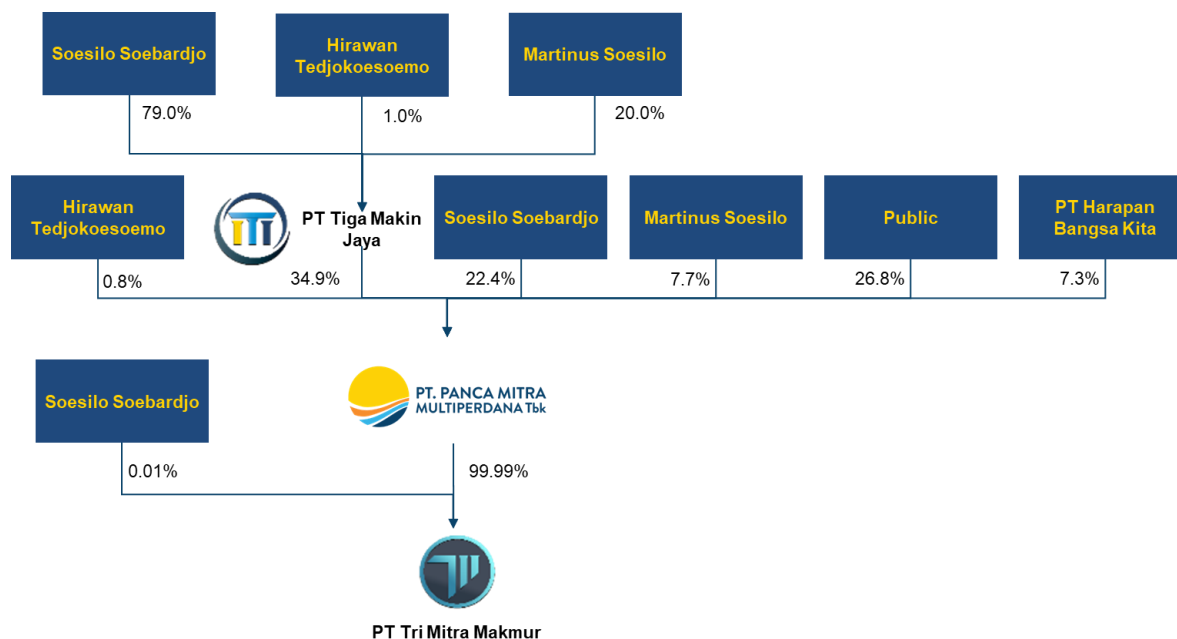 Soesilo Soebardjo
Hirawan
Tedjokoesoemo
Martinus Soesilo
79.0%
1.0%
20.0%
Hirawan
Tedjokoesoemo
PT Tiga Makin
Jaya
Soesilo Soebardjo
Martinus Soesilo
Public
PT Harapan
Bangsa Kita
0.8%
34.9%
22.4%
7.7%
26.8%
7.3%
Soesilo Soebardjo
PT. PANCA MITRA
MULTIPERDANA Tbk
0.01%
99.99%
PT Tri Mitra Makmur